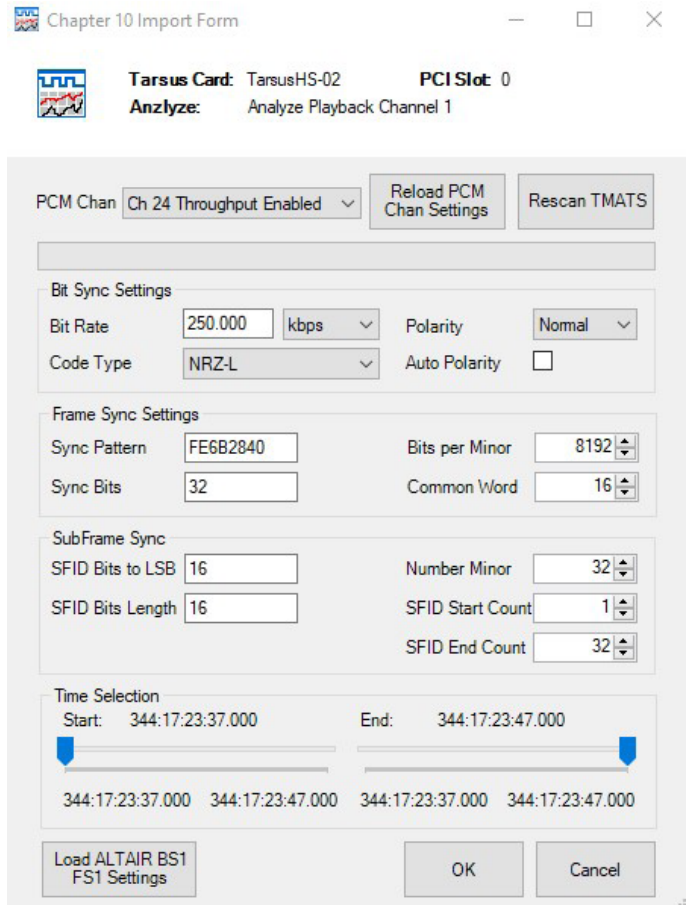 Chapter 10 Import Form
Tarsus Card: TarsusHS-02 PCI Slot: 0
Anzlyze: Analyze Playback Channel 1
PCM Chan Ch 24 Throughput Enabled Reload PCM Chan Settings Rescan TMATS
Bit Sync Settings
Bit Rate 250.000 kbps Polarity Normal
Code Type NRZ-L Auto Polarity
Frame Sync Settings
Sync Pattern FE6B2840 Bits per Minor 8192
Sync Bits 32 Common Word 16
SubFrame Sync
SFID Bits to LSB 16 Number Minor 32
SFID Bits Length 16 SFID Start Count 1
SFID End Count 32
Time Selection
Start: 344:17:23:37.000 End: 344:17:23:47.000
344:17:23:37.000 344:17:23:47.000 344:17:23:37.000 344:17:23:47.000
Load ALTAIR BS1 FS1 Settings OK Cancel